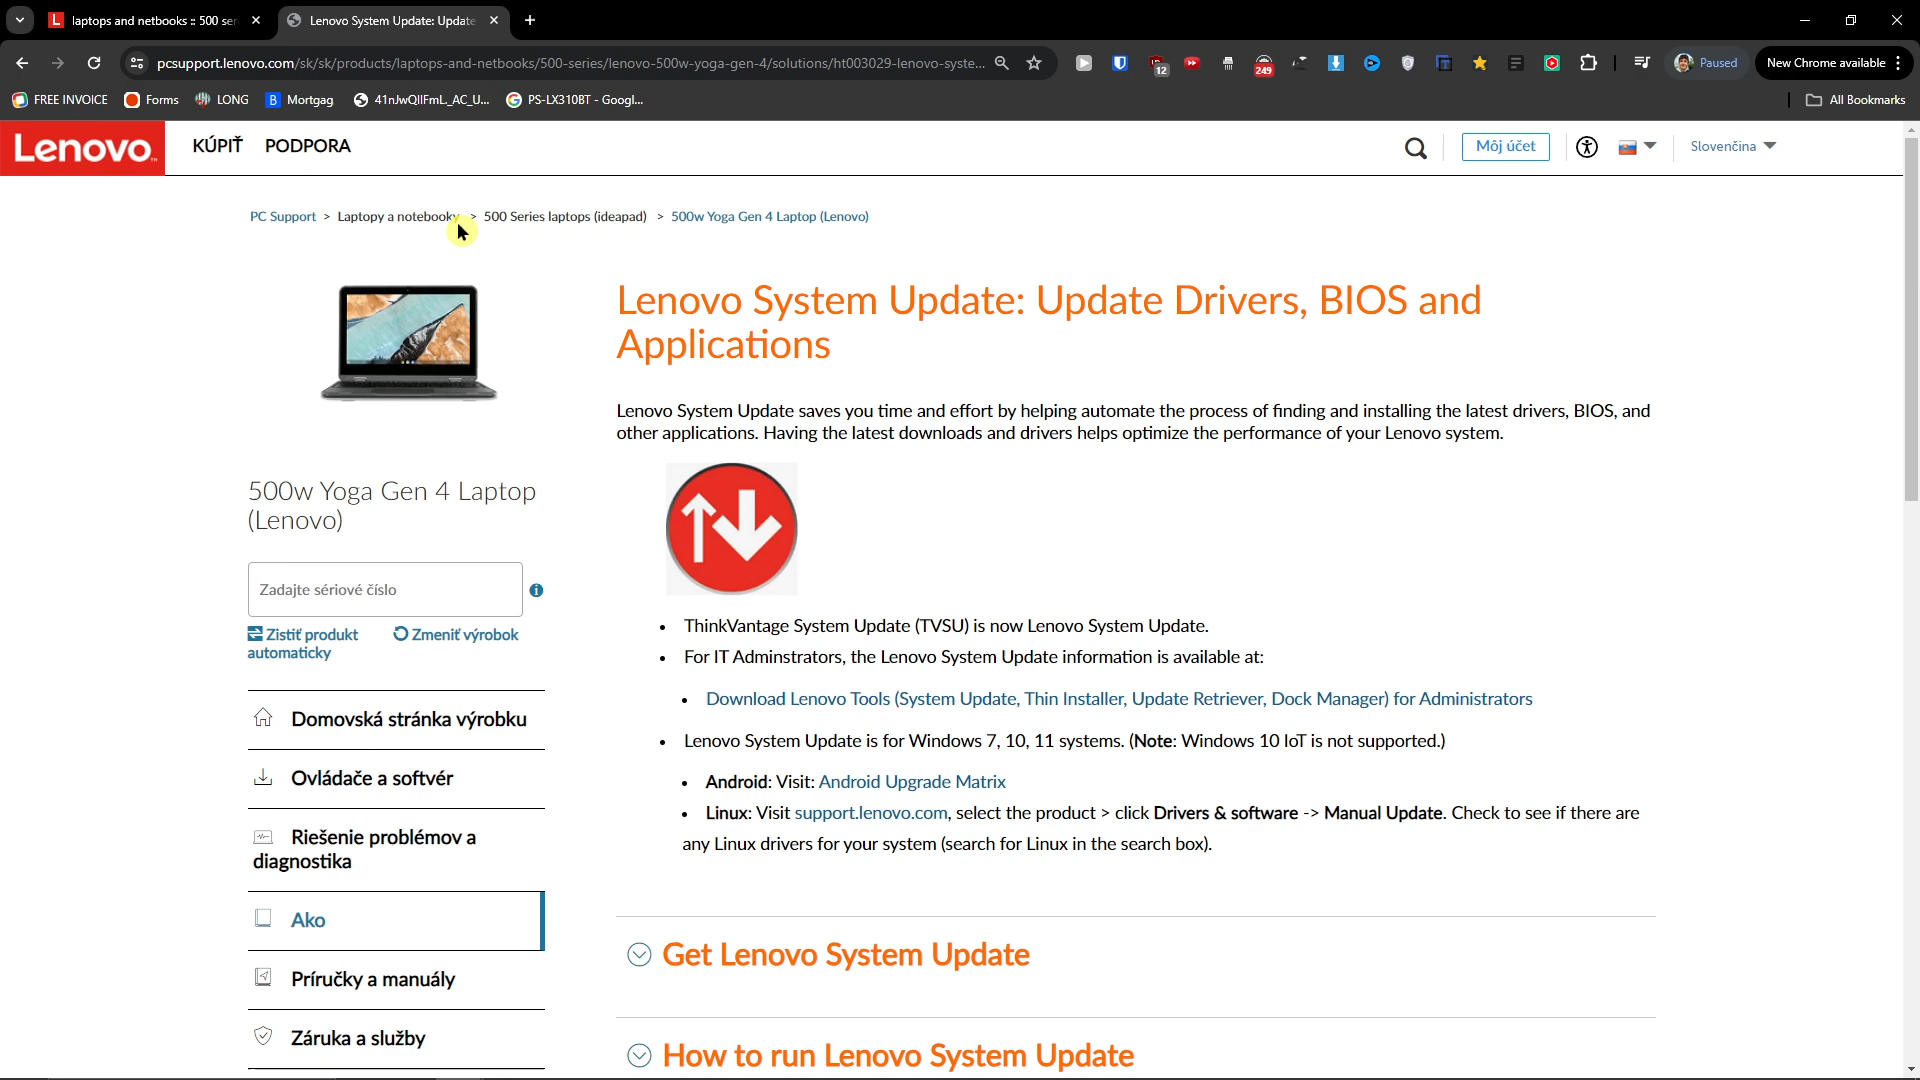 laptops and netbooks :: 500 ser
Lenovo System Update: Update
pcsupport.lenovo.com/sk/sk/products/laptops-and-netbooks/500-series/lenovo-500w-yoga-gen-4/solutions/ht003029-lenovo-syste...
12
249
Paused
New Chrome available
FREE INVOICE
Forms
LONG
Mortgag
41nJwQIlFmL._AC_U...
PS-LX310BT - Googl...
All Bookmarks
Lenovo
KÚPIŤ
PODPORA
Môj účet
Slovenčina
PC Support > Laptopy a notebooky > 500 Series laptops (ideapad) > 500w Yoga Gen 4 Laptop (Lenovo)
Lenovo System Update: Update Drivers, BIOS and
Applications
Lenovo System Update saves you time and effort by helping automate the process of finding and installing the latest drivers, BIOS, and
other applications. Having the latest downloads and drivers helps optimize the performance of your Lenovo system.
500w Yoga Gen 4 Laptop
(Lenovo)
Zadajte sériové číslo
Zistiť produkt
automaticky
Zmeniť výrobok
Domovská stránka výrobku
Ovládače a softvér
Riešenie problémov a
diagnostika
Ako
Príručky a manuály
Záruka a služby
• ThinkVantage System Update (TVSU) is now Lenovo System Update.
• For IT Adminstrators, the Lenovo System Update information is available at:
• Download Lenovo Tools (System Update, Thin Installer, Update Retriever, Dock Manager) for Administrators
• Lenovo System Update is for Windows 7, 10, 11 systems. (Note: Windows 10 IoT is not supported.)
• Android: Visit: Android Upgrade Matrix
• Linux: Visit support.lenovo.com, select the product > click Drivers & software -> Manual Update. Check to see if there are
any Linux drivers for your system (search for Linux in the search box).
Get Lenovo System Update
How to run Lenovo System Update